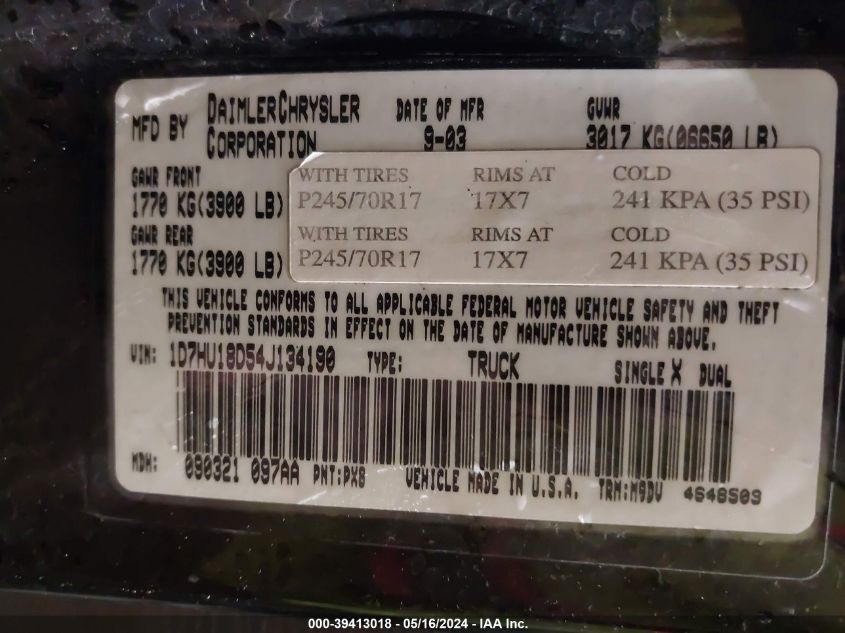 MFD BY DAIMLERCHRYSLER CORPORATION DATE OF MFR 9-03 GVWR 3017 KG(06650 LB)
GAWR FRONT WITH TIRES RIMS AT COLD
1770 KG(3900 LB) P245/70R17 17X7 241 KPA (35 PSI)
GAWR REAR WITH TIRES RIMS AT COLD
1770 KG(3900 LB) P245/70R17 17X7 241 KPA (35 PSI)
THIS VEHICLE CONFORMS TO ALL APPLICABLE FEDERAL MOTOR VEHICLE SAFETY AND THEFT
PREVENTION STANDARDS IN EFFECT ON THE DATE OF MANUFACTURE SHOWN ABOVE.
VIN: 1D7HU18D54J134190 TYPE: TRUCK SINGLE X DUAL
MDH: 090321 097AA PNT:PX8 VEHICLE MADE IN U.S.A. TRM:M9DV 4648503
000-39413018 - 05/16/2024 - IAA Inc.